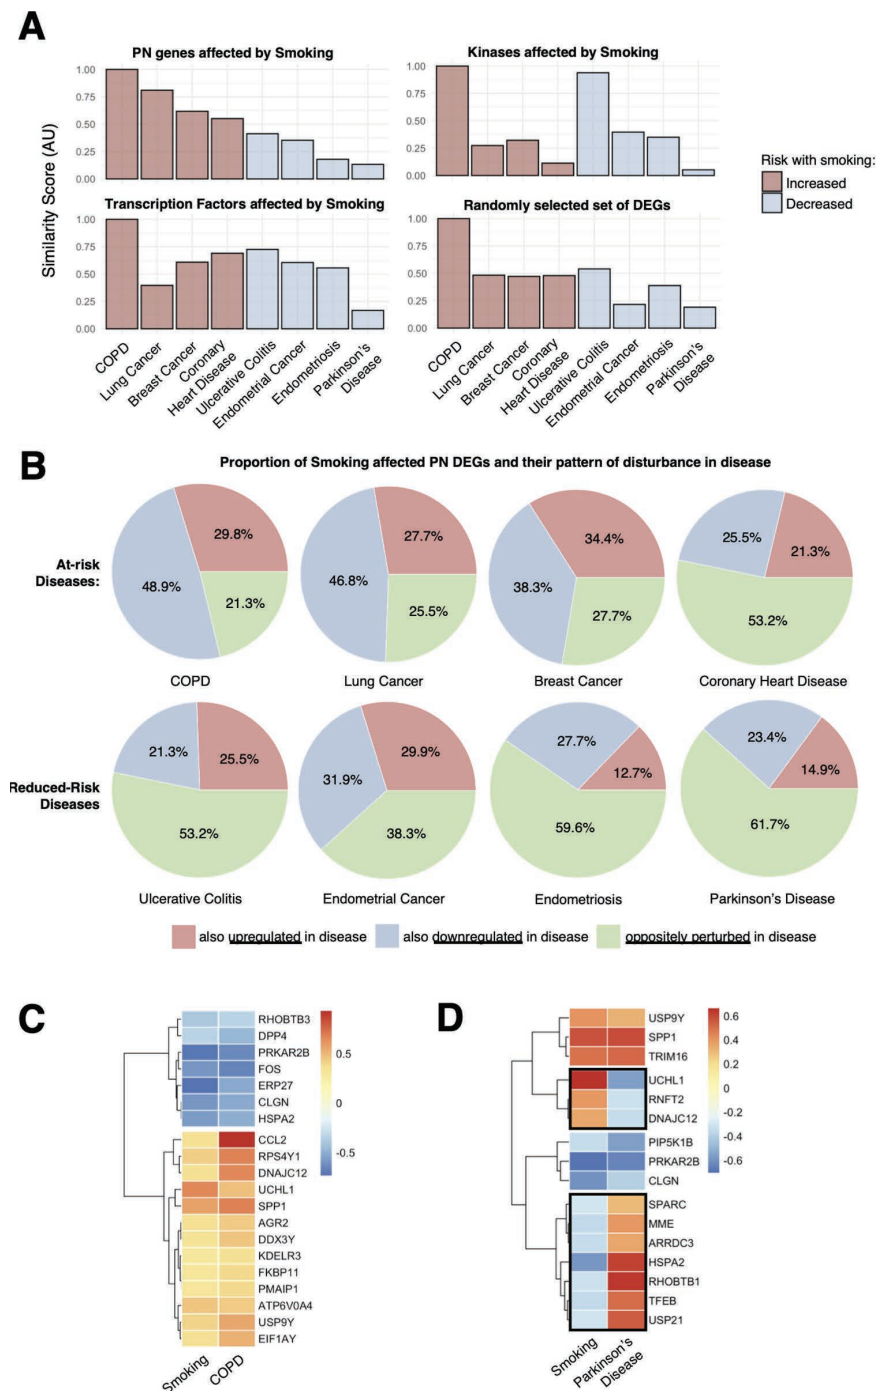 A
PN genes affected by Smoking
Kinases affected by Smoking
Similarity Score (AU)
1.00
0.75
0.50
0.25
0.00
1.00
0.75
0.50
0.25
0.00
Risk with smoking:
Increased
Decreased
Transcription Factors affected by Smoking
Randomly selected set of DEGs
1.00
0.75
0.50
0.25
0.00
1.00
0.75
0.50
0.25
0.00
COPD
Lung Cancer
Breast Cancer
Coronary
Heart Disease
Ulcerative Colitis
Endometrial Cancer
Endometriosis
Parkinson's
Disease
COPD
Lung Cancer
Breast Cancer
Coronary
Heart Disease
Ulcerative Colitis
Endometrial Cancer
Endometriosis
Parkinson's
Disease
B
Proportion of Smoking affected PN DEGs and their pattern of disturbance in disease
At-risk
Diseases:
29.8%
48.9%
21.3%
COPD
27.7%
46.8%
25.5%
Lung Cancer
34.4%
38.3%
27.7%
Breast Cancer
25.5%
21.3%
53.2%
Coronary Heart Disease
Reduced-Risk
Diseases
21.3%
25.5%
53.2%
Ulcerative Colitis
29.9%
31.9%
38.3%
Endometrial Cancer
27.7%
12.7%
59.6%
Endometriosis
23.4%
14.9%
61.7%
Parkinson's Disease
also upregulated in disease
also downregulated in disease
oppositely perturbed in disease
C
RHOBTB3
DPP4
PRKAR2B
FOS
ERP27
CLGN
HSPA2
CCL2
RPS4Y1
DNAJC12
UCHL1
SPP1
AGR2
DDX3Y
KDELR3
FKBP11
PMAIP1
ATP6V0A4
USP9Y
EIF1AY
0.5
0
-0.5
Smoking
COPD
D
USP9Y
SPP1
TRIM16
UCHL1
RNFT2
DNAJC12
PIP5K1B
PRKAR2B
CLGN
SPARC
MME
ARRDC3
HSPA2
RHOBTB1
TFEB
USP21
0.6
0.4
0.2
0
-0.2
-0.4
-0.6
Smoking
Parkinson's
Disease